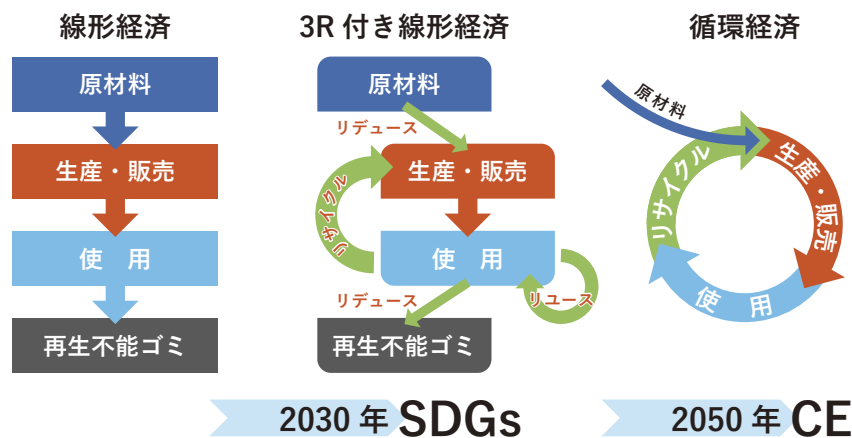 線形経済
原材料
生産・販売
使　用
再生不能ゴミ
3R 付き線形経済
原材料
リデュース
生産・販売
リサイクル
使　用
リデュース
リユース
再生不能ゴミ
循環経済
原材料
生産・販売
リサイクル
使　用
2030 年 SDGs
2050 年 CE